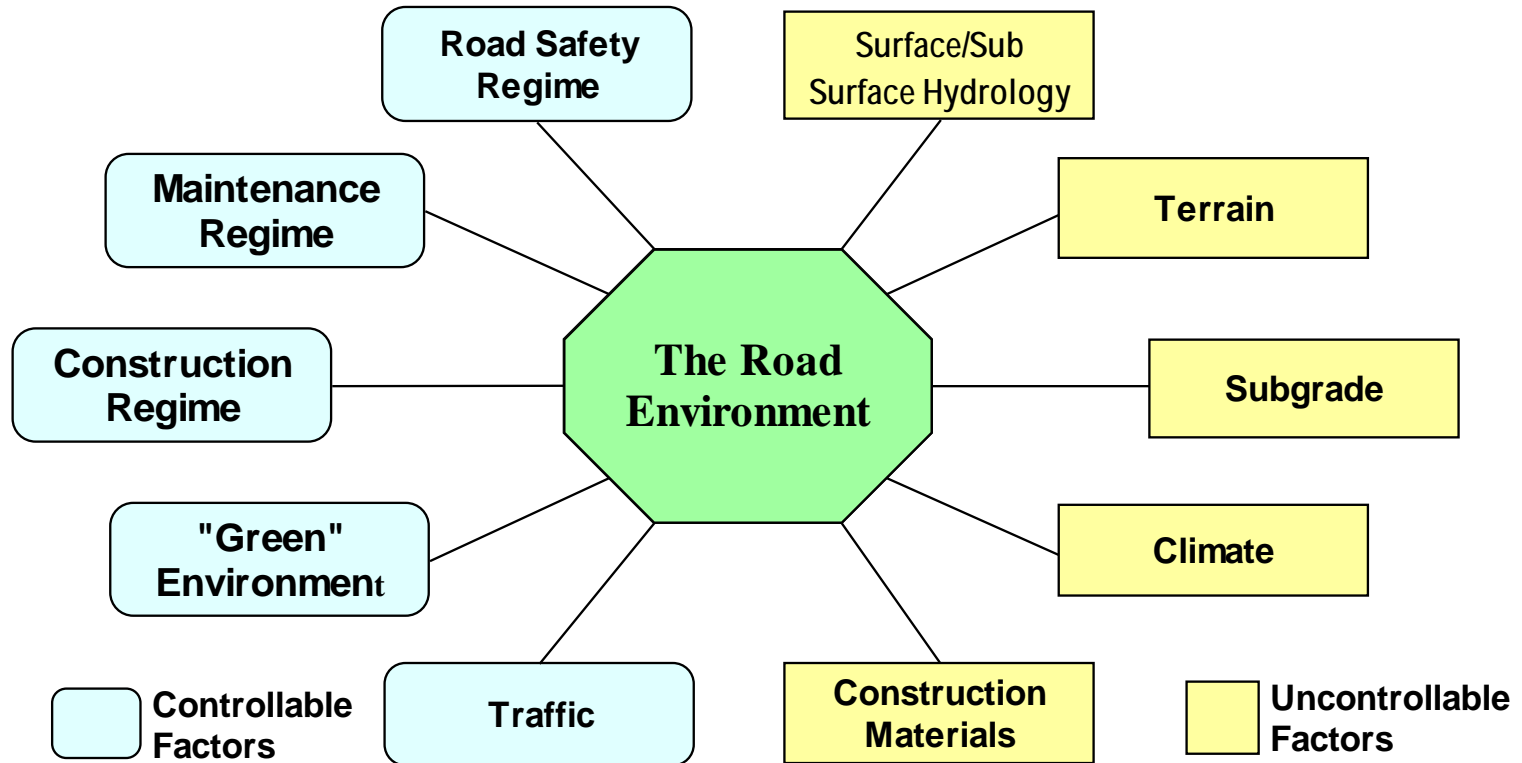 Road Safety
Regime
Surface/Sub
Surface Hydrology
Maintenance
Regime
Terrain
Construction
Regime
The Road
Environment
Subgrade
"Green"
Environment
Climate
Traffic
Construction
Materials
Controllable
Factors
Uncontrollable
Factors